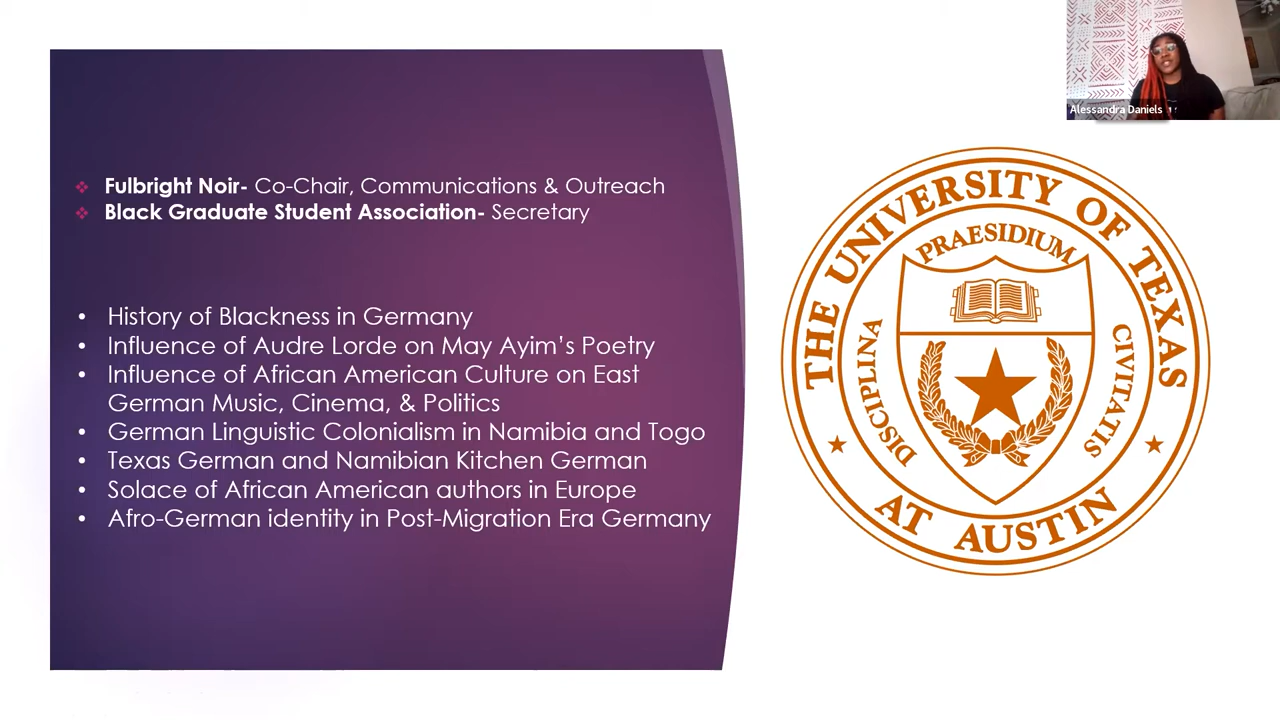 Fulbright Noir- Co-Chair, Communications & Outreach
Black Graduate Student Association- Secretary
History of Blackness in Germany
Influence of Audre Lorde on May Ayim’s Poetry
Influence of African American Culture on East
German Music, Cinema, & Politics
German Linguistic Colonialism in Namibia and Togo
Texas German and Namibian Kitchen German
Solace of African American authors in Europe
Afro-German identity in Post-Migration Era Germany
Alessandra Daniels
THE UNIVERSITY OF TEXAS
AT AUSTIN
PRAESIDIUM
DISCIPLINA
CIVITATIS